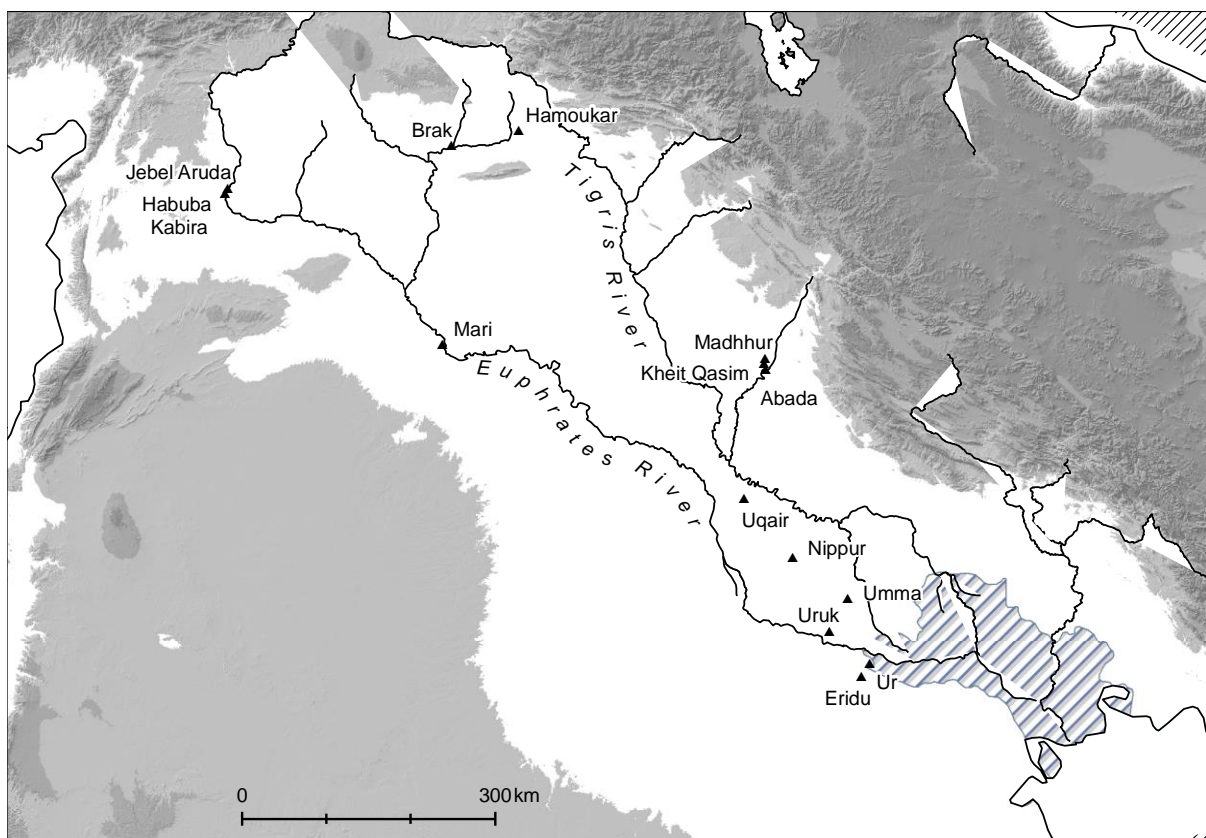 Hamoukar
Brak
Jebel Aruda
Habuba
Kabira
Tigris River
Mari
Madhhur
Kheit Qasim
Abada
Euphrates River
Uqair
Nippur
Umma
Uruk
Ur
Eridu
0 300 km